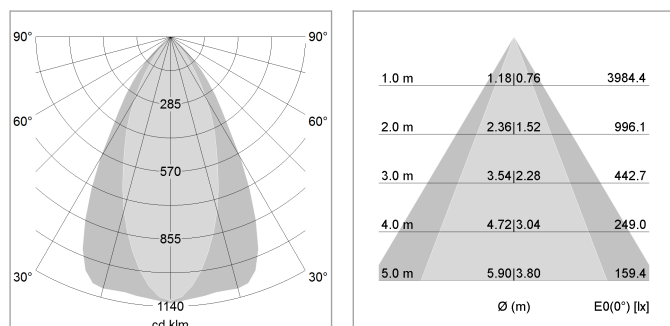 90° 90°
285
60° 60°
570
855
30° 30°
1140
cd klm
1.0 m 1.18|0.76 3984.4
2.0 m 2.36|1.52 996.1
3.0 m 3.54|2.28 442.7
4.0 m 4.72|3.04 249.0
5.0 m 5.90|3.80 159.4
Ø (m) E0(0°) [lx]